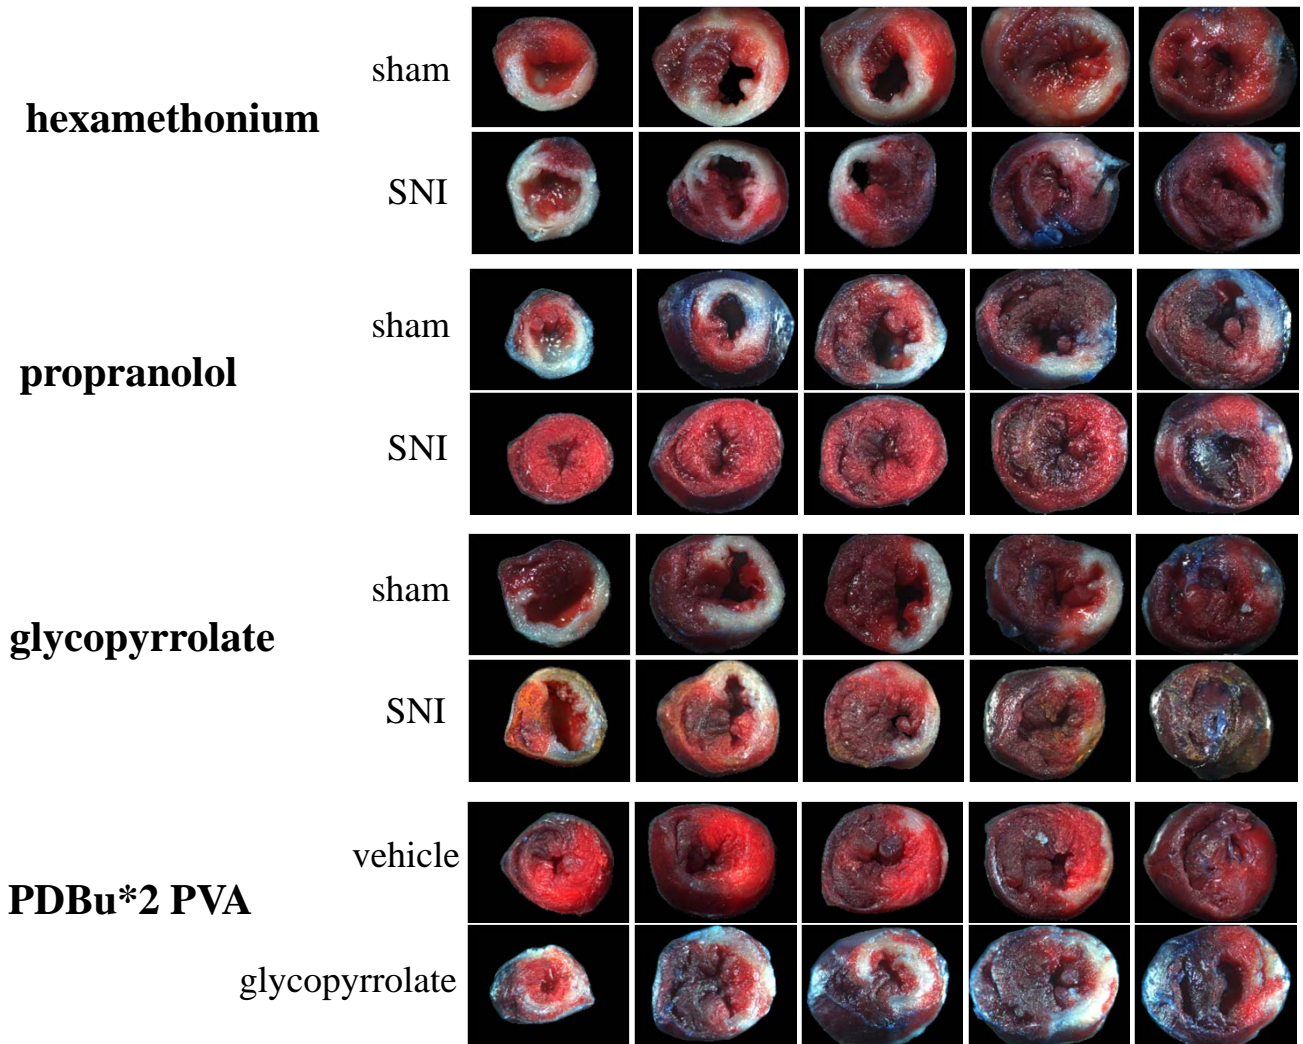 sham
hexamethonium
SNI
sham
propranolol
SNI
sham
glycopyrrolate
SNI
vehicle
PDBu*2 PVA
glycopyrrolate